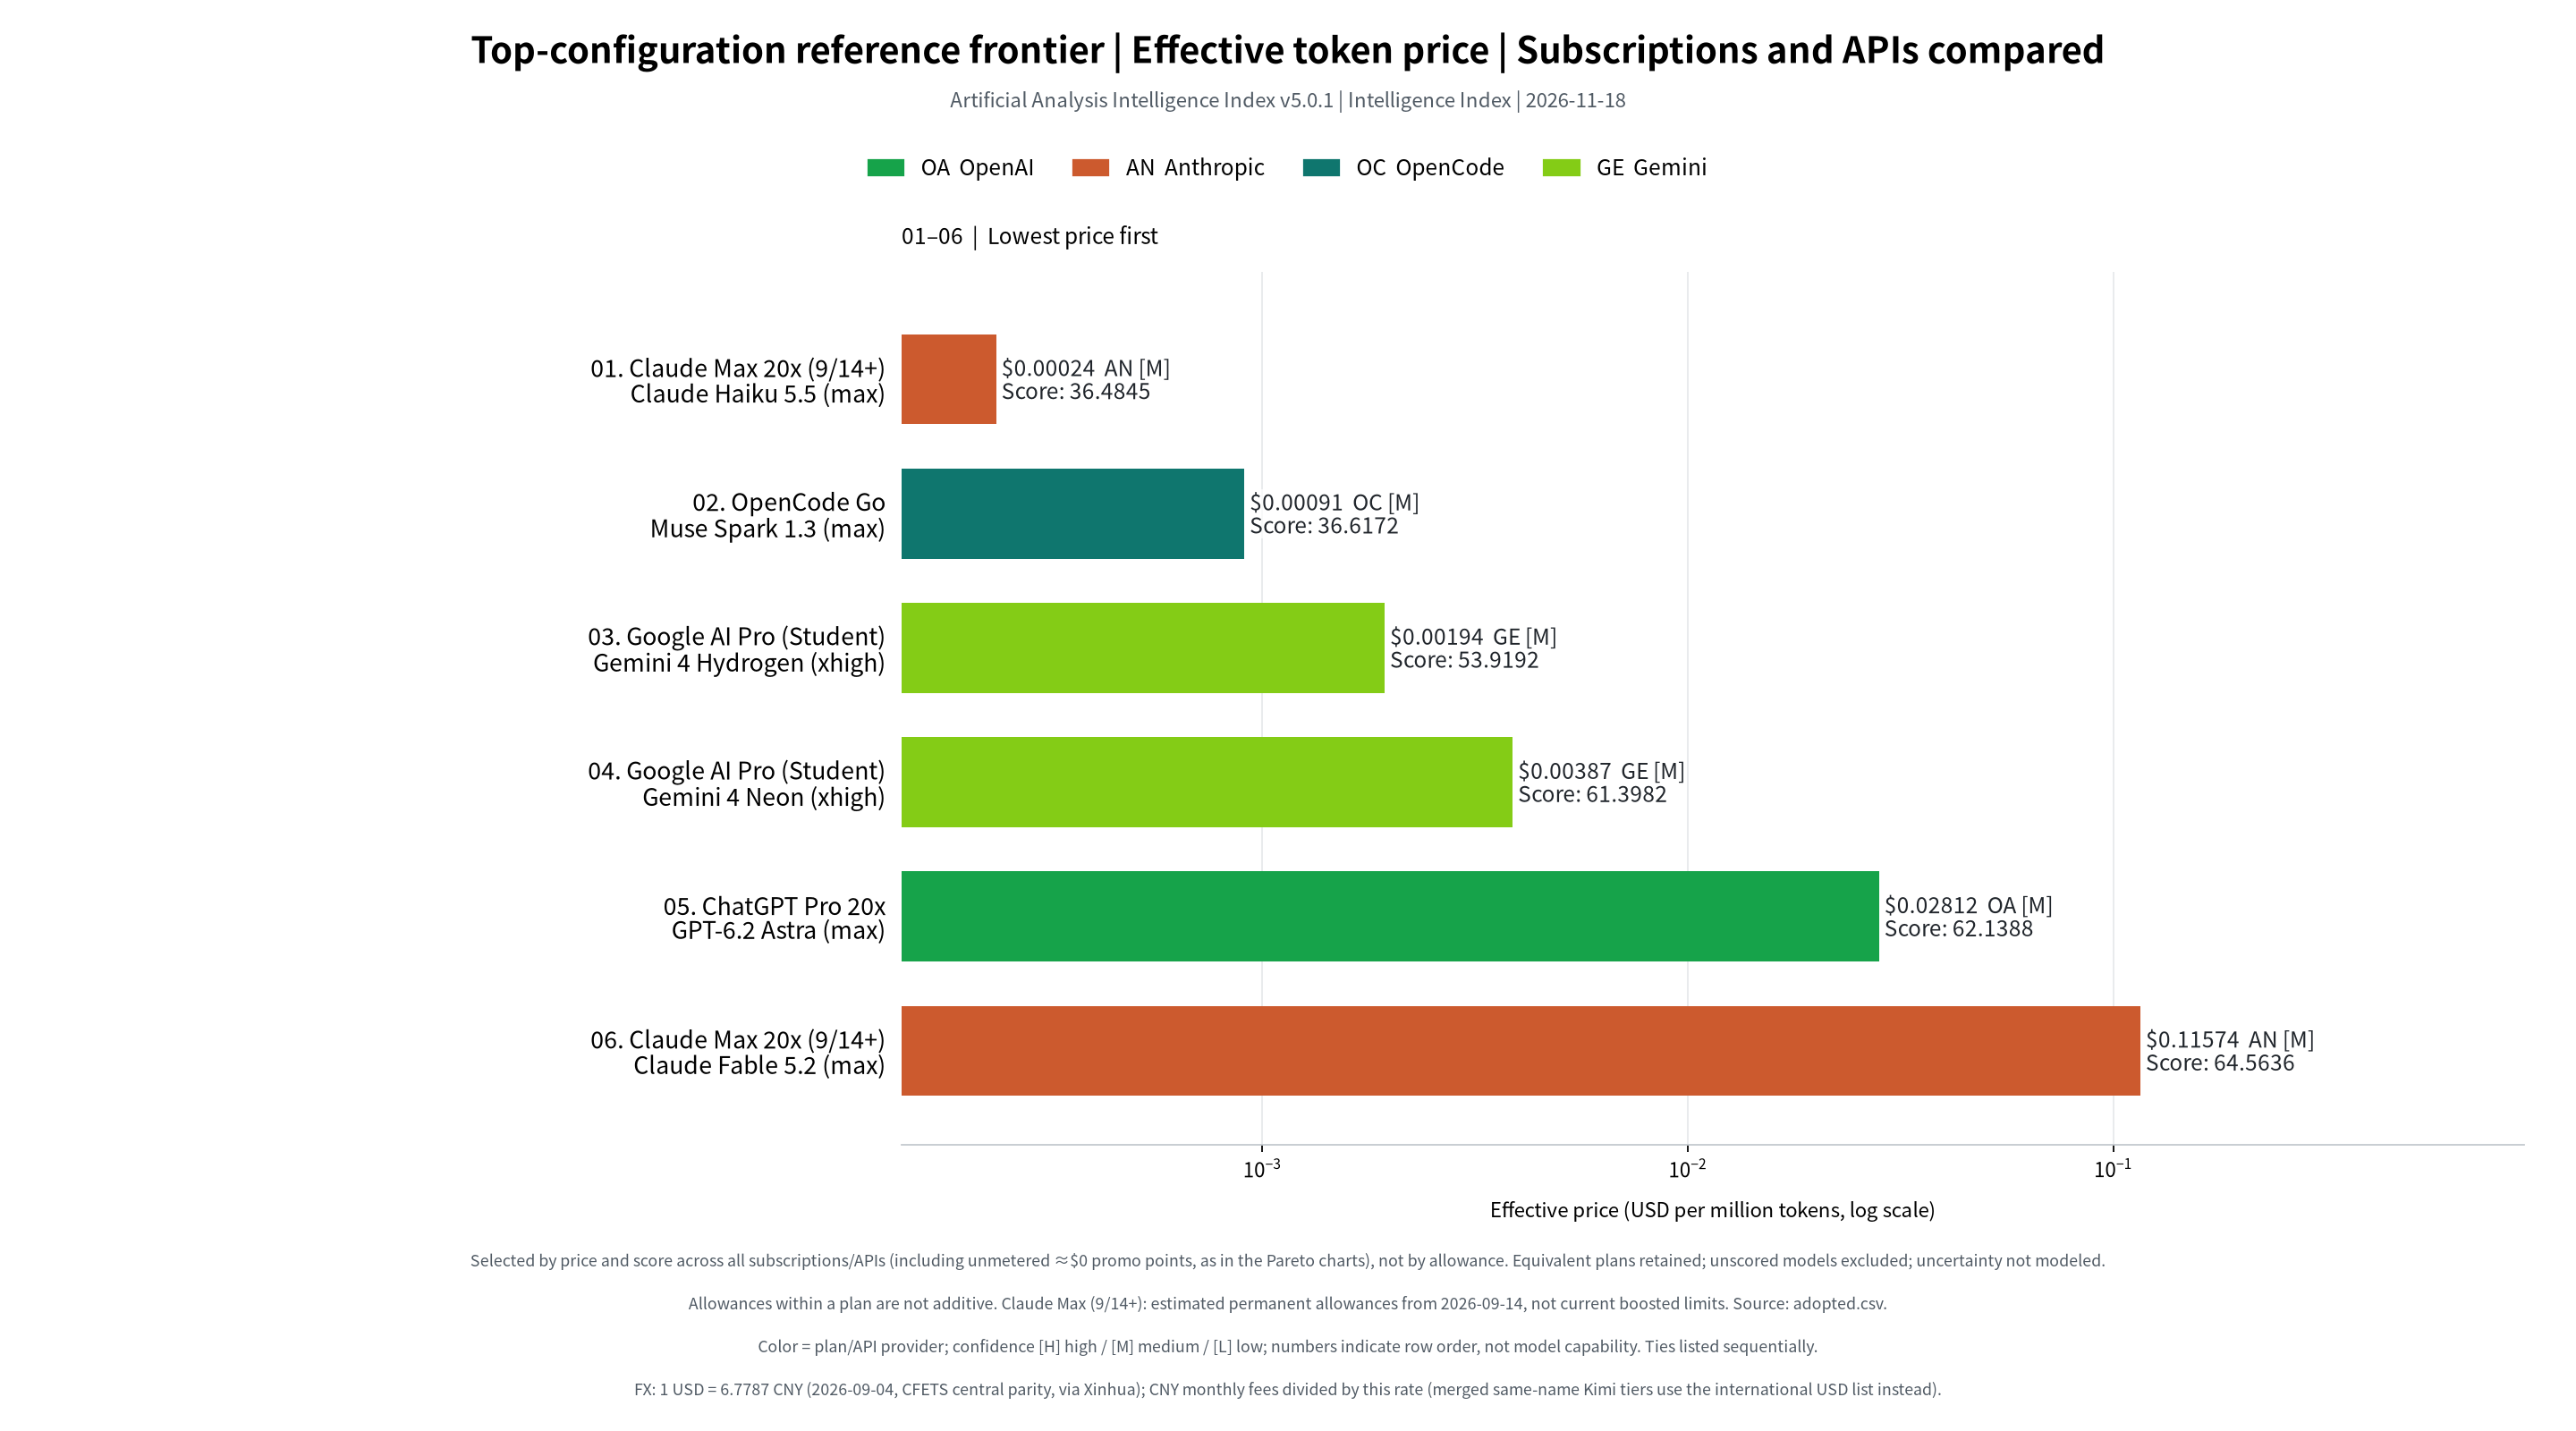 Top-configuration reference frontier | Effective token price | Subscriptions and APIs compared
Artificial Analysis Intelligence Index v5.0.1 | Intelligence Index | 2026-11-18
OA OpenAI
AN Anthropic
OC OpenCode
GE Gemini
01–06 | Lowest price first
01. Claude Max 20x (9/14+)
Claude Haiku 5.5 (max)
$0.00024 AN [M]
Score: 36.4845
02. OpenCode Go
Muse Spark 1.3 (max)
$0.00091 OC [M]
Score: 36.6172
03. Google AI Pro (Student)
Gemini 4 Hydrogen (xhigh)
$0.00194 GE [M]
Score: 53.9192
04. Google AI Pro (Student)
Gemini 4 Neon (xhigh)
$0.00387 GE [M]
Score: 61.3982
05. ChatGPT Pro 20x
GPT-6.2 Astra (max)
$0.02812 OA [M]
Score: 62.1388
06. Claude Max 20x (9/14+)
Claude Fable 5.2 (max)
$0.11574 AN [M]
Score: 64.5636
10⁻³
10⁻²
10⁻¹
Effective price (USD per million tokens, log scale)
Selected by price and score across all subscriptions/APIs (including unmetered ≈$0 promo points, as in the Pareto charts), not by allowance. Equivalent plans retained; unscored models excluded; uncertainty not modeled.
Allowances within a plan are not additive. Claude Max (9/14+): estimated permanent allowances from 2026-09-14, not current boosted limits. Source: adopted.csv.
Color = plan/API provider; confidence [H] high / [M] medium / [L] low; numbers indicate row order, not model capability. Ties listed sequentially.
FX: 1 USD = 6.7787 CNY (2026-09-04, CFETS central parity, via Xinhua); CNY monthly fees divided by this rate (merged same-name Kimi tiers use the international USD list instead).